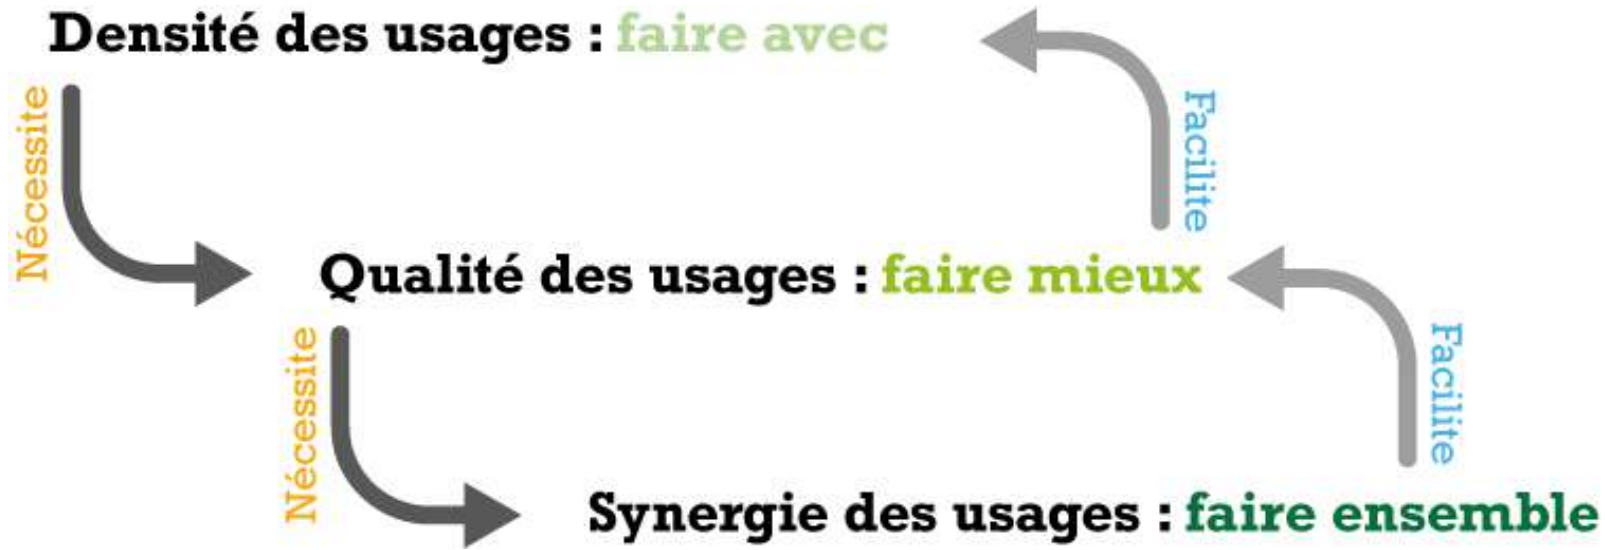 Densité des usages : faire avec
Nécessite
Facilite
Qualité des usages : faire mieux
Nécessite
Facilite
Synergie des usages : faire ensemble